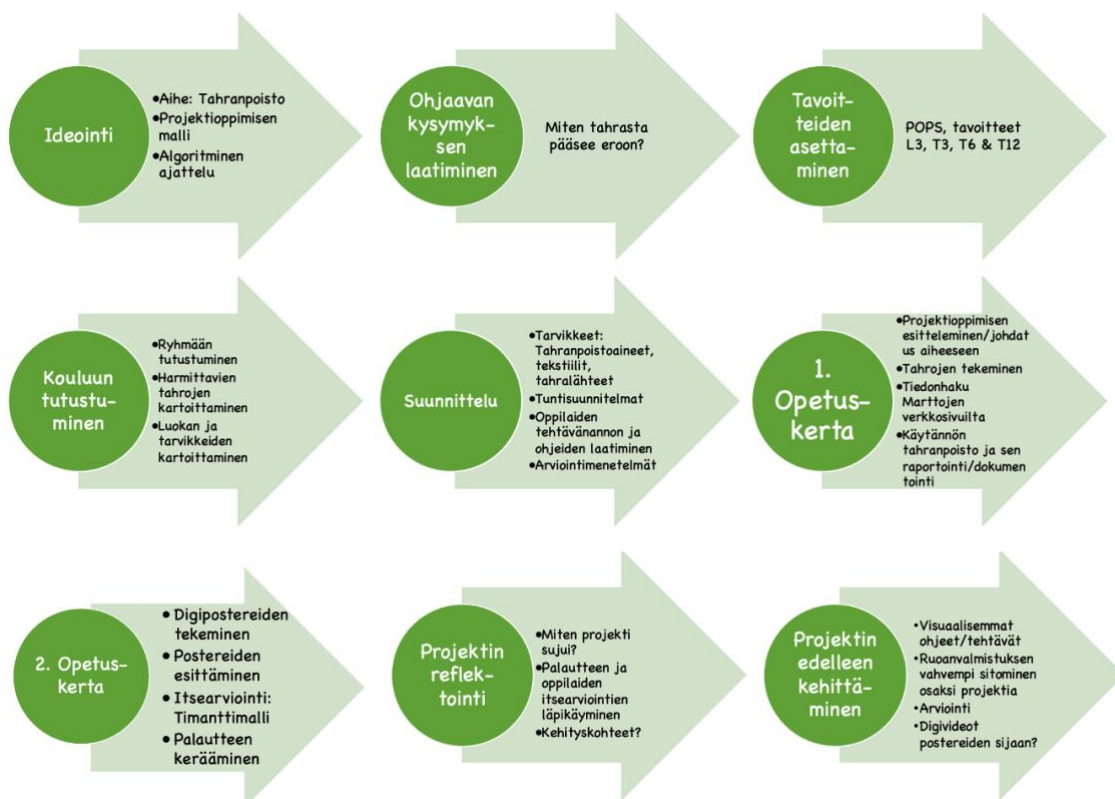 Ideointi
•Aihe: Tahranpoisto
•Projektioppimisen
malli
•Algoritminen
ajattelu
Ohjaavan
kysymyk-
sen
laatiminen
Miten tahrasta
pääsee eroon?
Tavoit-
teiden
asetta-
minen
POPS, tavoitteet
L3, T3, T6 & T12
Kouluun
tutustu-
minen
•Ryhmään
tutustuminen
•Harmittavien
tahrojen
kartoittaminen
•Luokan ja
tarvikkeiden
kartoittaminen
Suunnittelu
•Tarvikkeet:
Tahranpoistoaineet,
tekstiilit,
tahralähteet
•Tuntisuunnitelmat
•Oppilaiden
tehtävänannon ja
ohjeiden laatiminen
•Arviointimenetelmät
1.
Opetus-
kerta
•Projektioppimisen
esitteleminen/johdat
us aiheeseen
•Tahrojen tekeminen
•Tiedonhaku
Marttojen
verkkosivuilta
•Käytännön
tahranpoisto ja sen
raportointi/dokumen
tointi
2. Opetus-
kerta
• Digipostereiden
tekeminen
• Postereiden
esittäminen
• Itsearviointi:
Timanttimalli
• Palautteen
kerääminen
Projektin
reflek-
tointi
•Miten projekti
sujui?
•Palautteen ja
oppilaiden
itsearviointien
läpikäyminen
•Kehityskohteet?
Projektin
edelleen
kehittä-
minen
•Visuaalisemmat
ohjeet/tehtävät
•Ruoanvalmistuksen
vahvempi sitominen
osaksi projektia
•Arviointi
•Digivideot
postereiden sijaan?